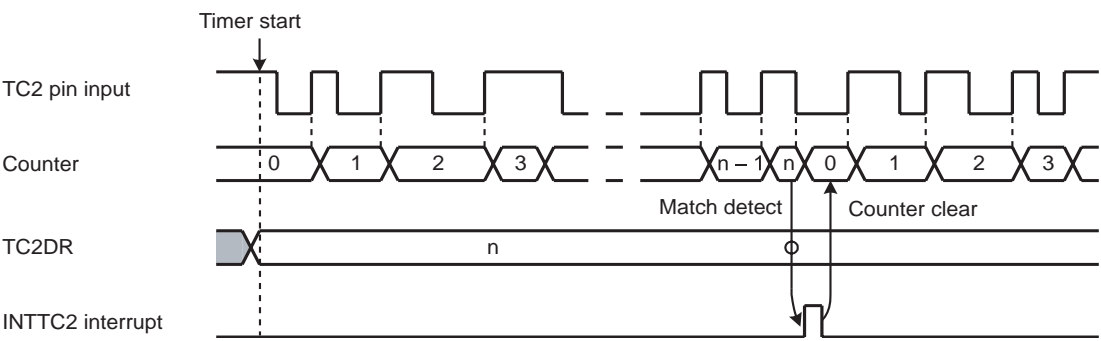 Timer start
TC2 pin input
Counter 0 1 2 3 n – 1 n 0 1 2 3
Match detect Counter clear
TC2DR n
INTTC2 interrupt